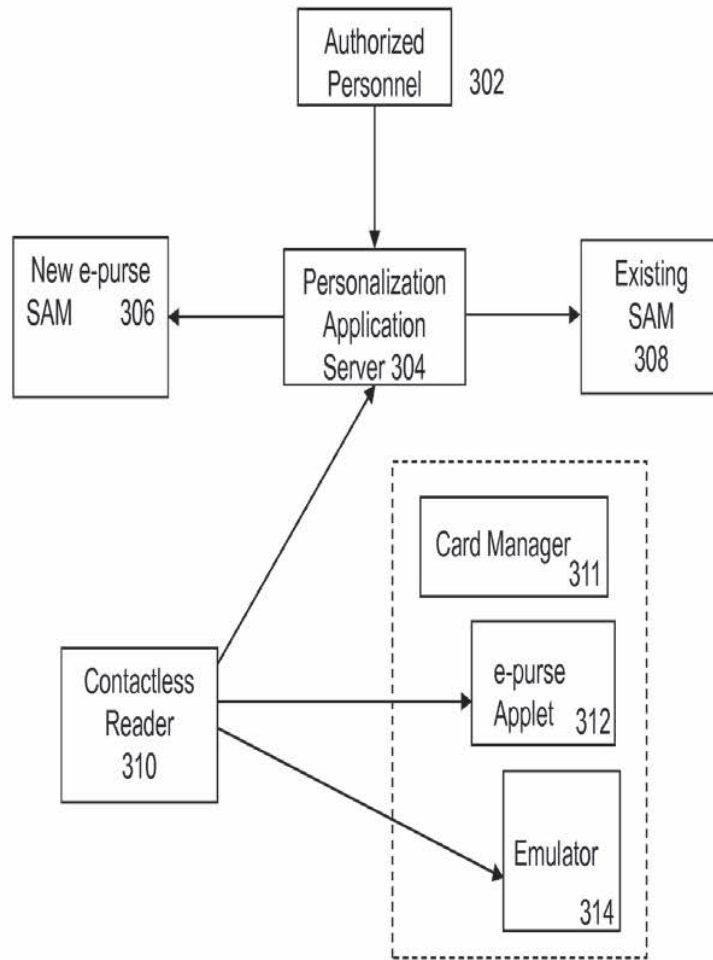 Authorized
Personnel 302
New e-purse
SAM 306
Personalization
Application
Server 304
Existing
SAM
308
Card Manager
311
Contactless
Reader
310
e-purse
Applet 312
Emulator
314